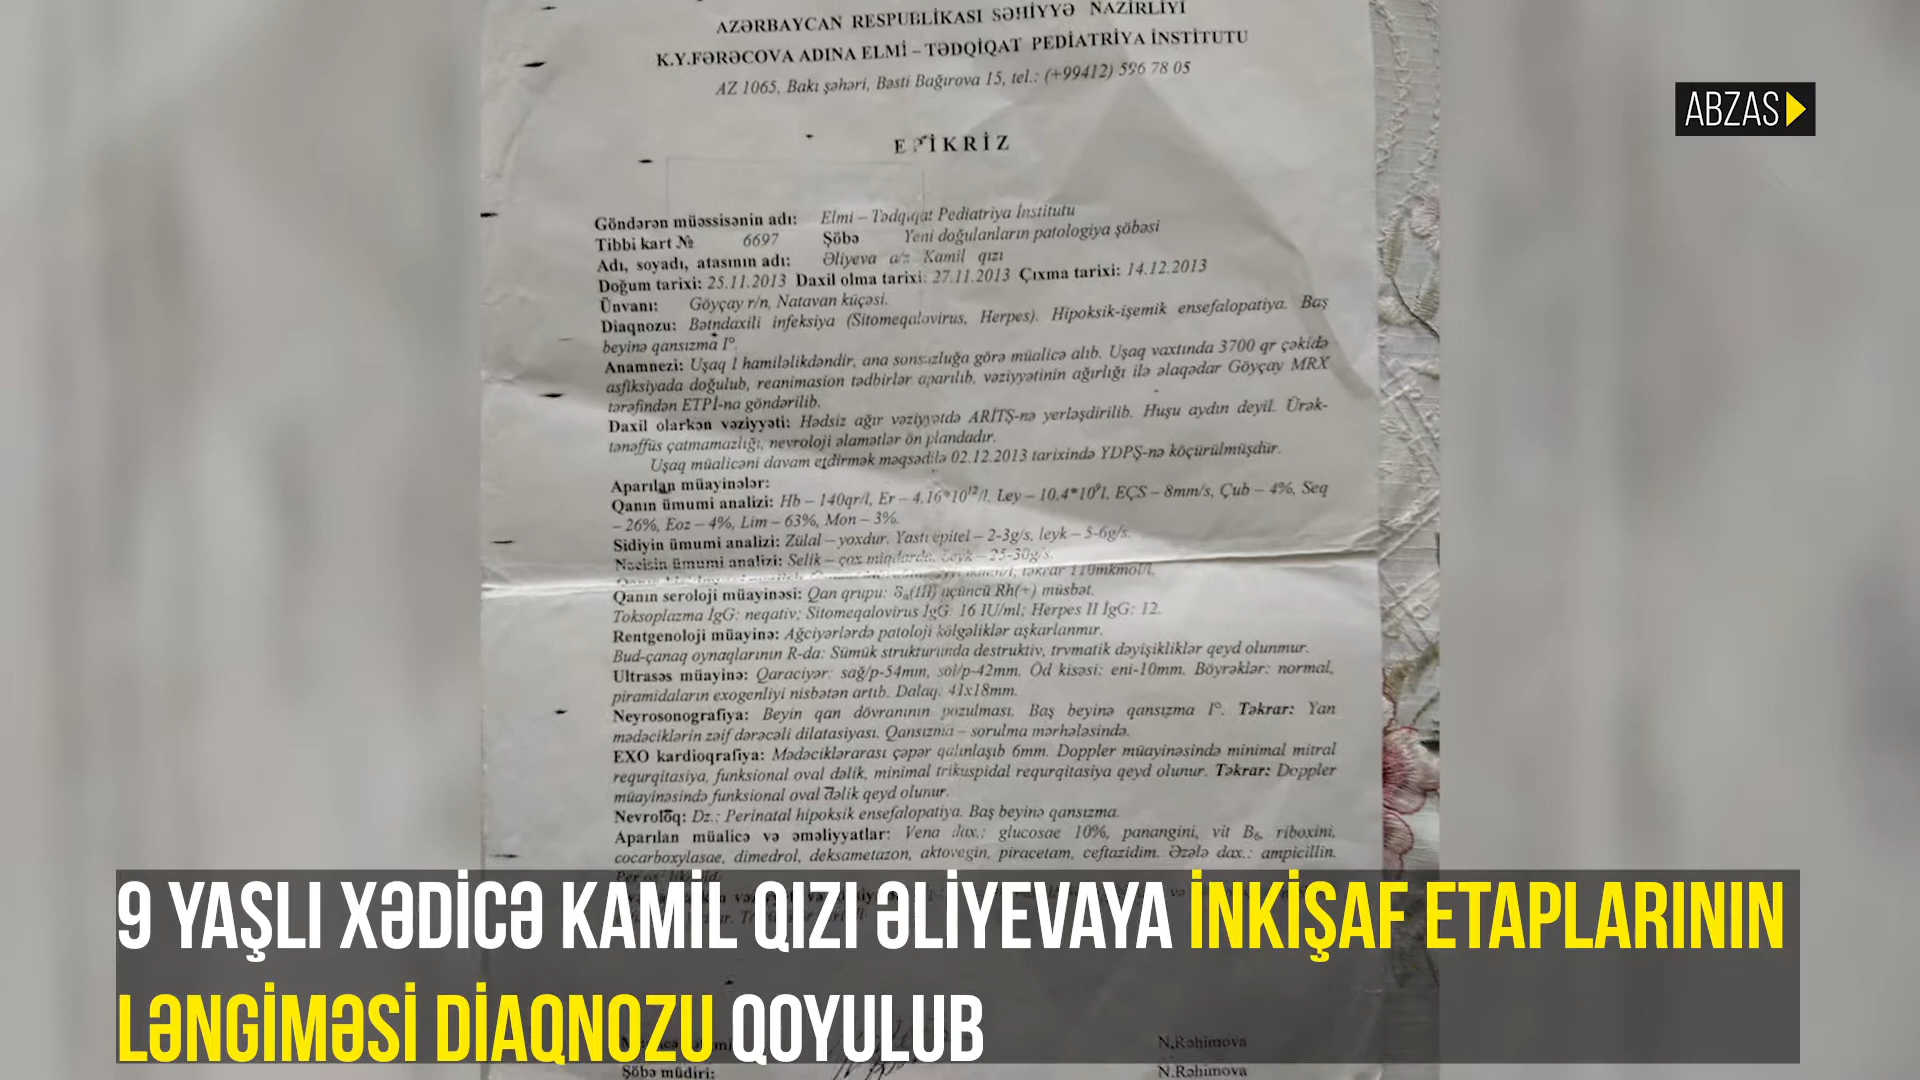 AZƏRBAYCAN RESPUBLİKASI SƏHİYYƏ NAZİRLİYİ
K.Y.FƏRƏCOVA ADINA ELMİ – TƏDQİQAT PEDİATRİYA İNSTİTUTU
AZ 1065, Bakı şəhəri, Bəsti Bağırova 15, tel.: (+99412) 596 78 05
ABZAS
EPİKRİZ
Göndərən müəssisənin adı: Elmi – Tədqiqat Pediatriya İnstitutu
Tibbi kart № 6697 Şöbə Yeni doğulanların patologiya şöbəsi
Adı, soyadı, atasının adı: Əliyeva a/z Kamil qızı
Doğum tarixi: 25.11.2013 Daxil olma tarixi: 27.11.2013 Çıxma tarixi: 14.12.2013
Ünvanı: Göyçay r/n, Natavan küçəsi.
Diaqnozu: Bətndaxili infeksiya (Sitomeqalovirus, Herpes). Hipoksik-işemik ensefalopatiya. Baş
beyinə qansızma I°.
Anamnezi: Uşaq I hamiləlikdəndir, ana sonsuzluğa görə müalicə alıb. Uşaq vaxtında 3700 qr çəkidə
asfiksiyada doğulub, reanimasion tədbirlər aparılıb, vəziyyətinin ağırlığı ilə əlaqədar Göyçay MRX
tərəfindən ETPİ-na göndərilib.
Daxil olarkən vəziyyəti: Hədsiz ağır vəziyyətdə ARİTŞ-nə yerləşdirilib. Huşu aydın deyil. Ürək-
tənəffüs çatmamazlığı, nevroloji əlamətlər ön plandadır.
Uşaq müalicəni davam etdirmək məqsədilə 02.12.2013 tarixində YDPŞ-nə köçürülmüşdür.
Aparılan müayinələr:
Qanın ümumi analizi: Hb – 140qr/l, Er – 4.16*10¹²/l, Ley – 10.4*10⁹l, EÇS – 8mm/s, Çub – 4%, Seq
– 26%, Eoz – 4%, Lim – 63%, Mon – 3%.
Sidiyin ümumi analizi: Zülal – yoxdur. Yastı epitel – 2-3g/s, leyk – 5-6g/s.
Nəcisin ümumi analizi: Selik – çox miqdarda. Leyk – 25-30g/s.
təkrar 110mkmol/l.
Qanın seroloji müayinəsi: Qan qrupu: B₀(III) üçüncü Rh(+) müsbət.
Toksoplazma IgG: neqativ; Sitomeqalovirus IgG: 16 IU/ml; Herpes II IgG: 12.
Rentgenoloji müayinə: Ağciyərlərdə patoloji kölgəliklər aşkarlanmır.
Bud-çanaq oynaqlarının R-da: Sümük strukturunda destruktiv, trvmatik dəyişikliklər qeyd olunmur.
Ultrasəs müayinə: Qaraciyər: sağ/p-54mm, sol/p-42mm. Öd kisəsi: eni-10mm. Böyrəklər: normal,
piramidaların exogenliyi nisbətən artıb. Dalaq: 41x18mm.
Neyrosonografiya: Beyin qan dövranının pozulması. Baş beyinə qansızma I°. Təkrar: Yan
mədəciklərin zəif dərəcəli dilatasiyası. Qansızma – sorulma mərhələsində.
EXO kardioqrafiya: Mədəciklərarası çəpər qalınlaşıb 6mm. Doppler müayinəsində minimal mitral
requrqitasiya, funksional oval dəlik, minimal trikuspidal requrqitasiya qeyd olunur. Təkrar: Doppler
müayinəsində funksional oval dəlik qeyd olunur.
Nevroloq: Dz.: Perinatal hipoksik ensefalopatiya. Baş beyinə qansızma.
Aparılan müalicə və əməliyyatlar: Vena dax.: glucosae 10%, panangini, vit B₆, riboxini,
cocarboxylasae, dimedrol, deksametazon, aktovegin, piracetam, ceftazidim. Əzələ dax.: ampicillin.
9 YAŞLI XƏDİCƏ KAMİL QIZI ƏLİYEVAYA İNKİŞAF ETAPLARININ
LƏNGİMƏSİ DİAQNOZU QOYULUB
N.Rəhimova
Şöbə müdiri: N.Rəhimova